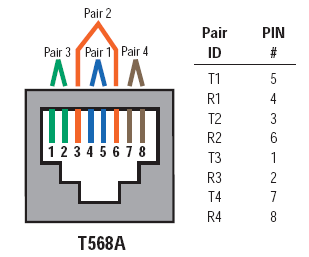 Pair 2
Pair 3 Pair 1 Pair 4
1 2 3 4 5 6 7 8
T568A
Pair ID PIN #
T1 5
R1 4
T2 3
R2 6
T3 1
R3 2
T4 7
R4 8